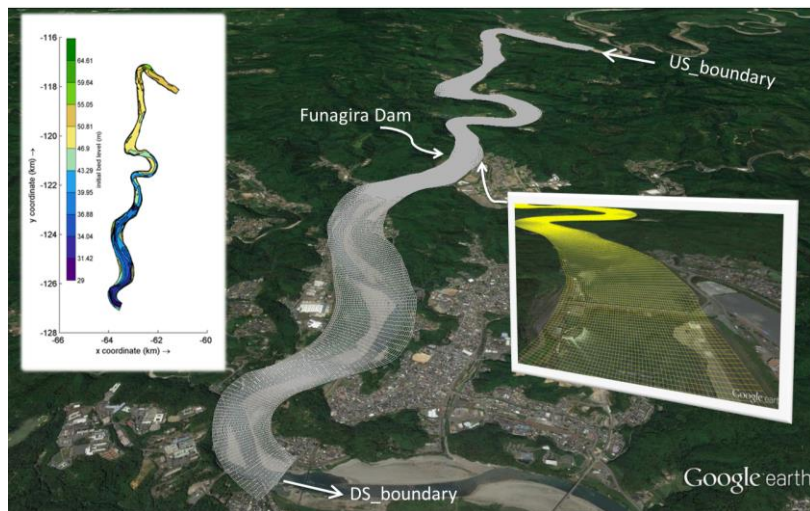 -116
-118
-120
-122
-124
-126
-128
y coordinate (km) →
64.61
59.64
55.05
50.81
46.9
43.29
39.95
36.88
34.04
31.42
29
initial bed level (m)
-66
-64
-62
-60
x coordinate (km) →
US_boundary
Funagira Dam
Google earth
DS_boundary
Google earth